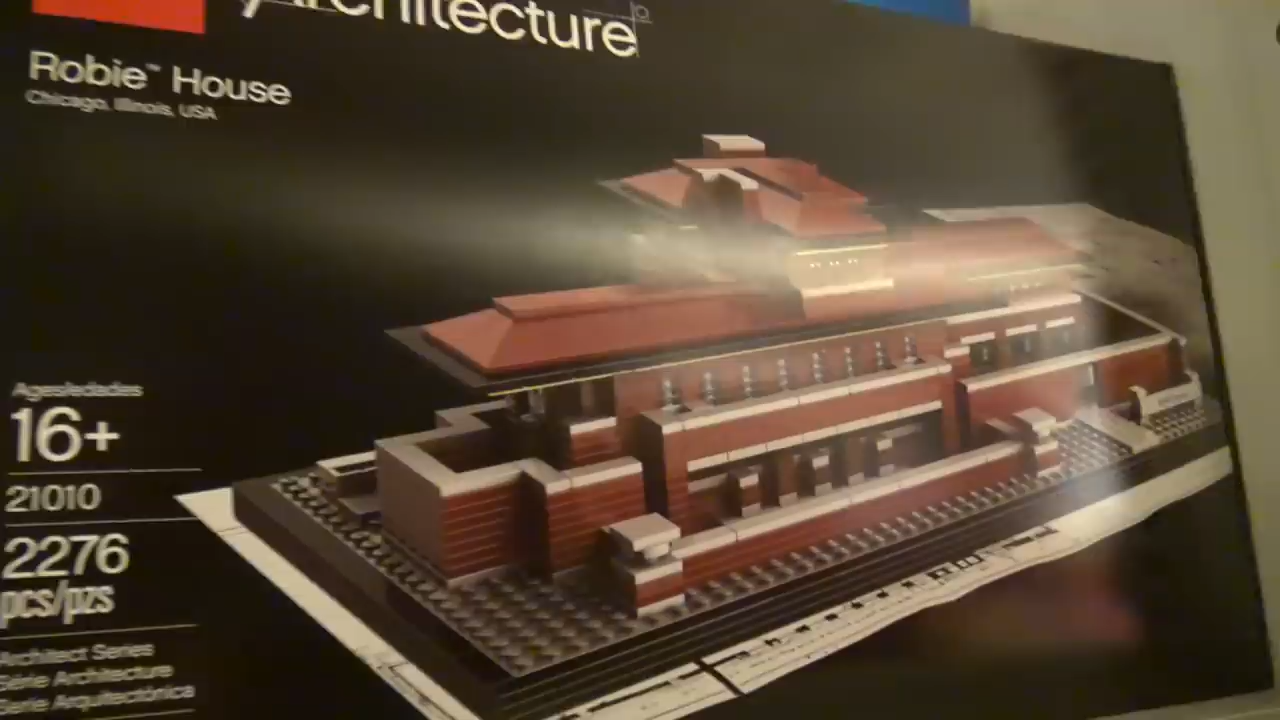 Architecture
Robie™ House
Chicago, Illinois, USA
Ages/edades
16+
21010
2276
pcs/pzs
Architect Series
Série Architecture
Serie Arquitectónica